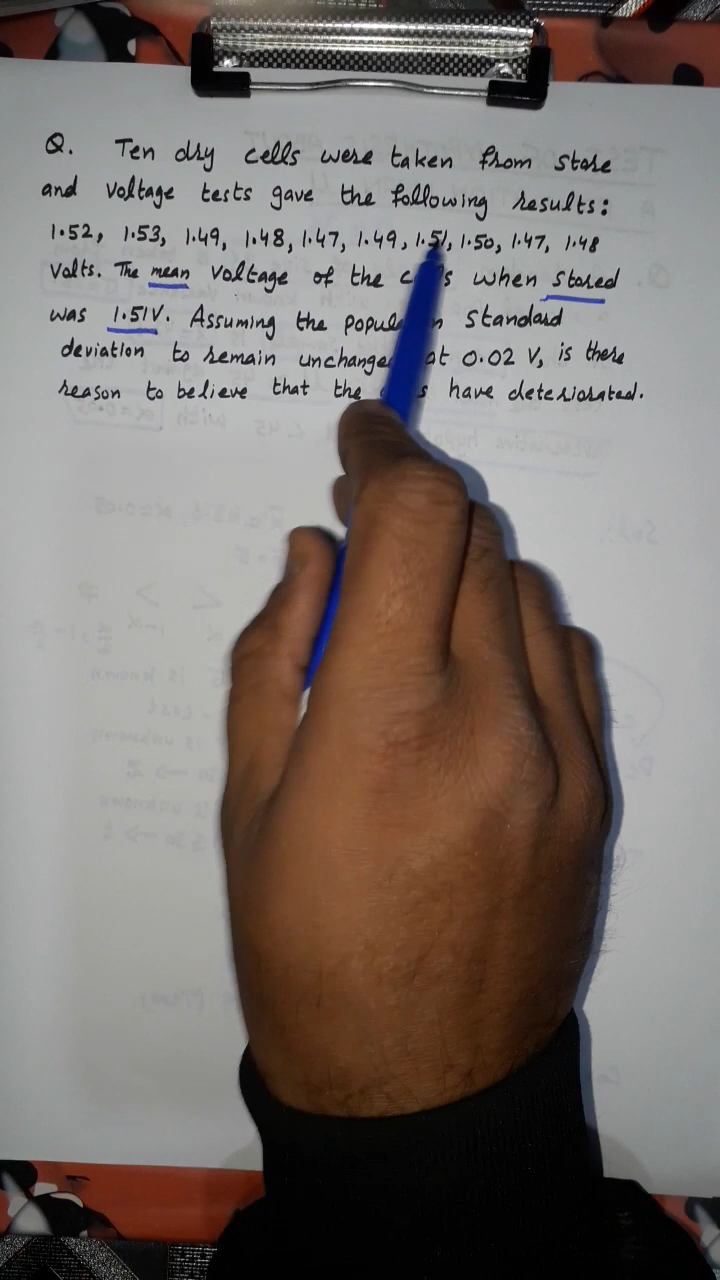 Q. Ten dry cells were taken from store
and voltage tests gave the following results:
1.52, 1.53, 1.49, 1.48, 1.47, 1.49, 1.51, 1.50, 1.47, 1.48
Volts. The mean voltage of the when stored
was 1.51V. Assuming the standard
deviation to remain at 0.02 V, is there
reason to believe that the have deteriorated.